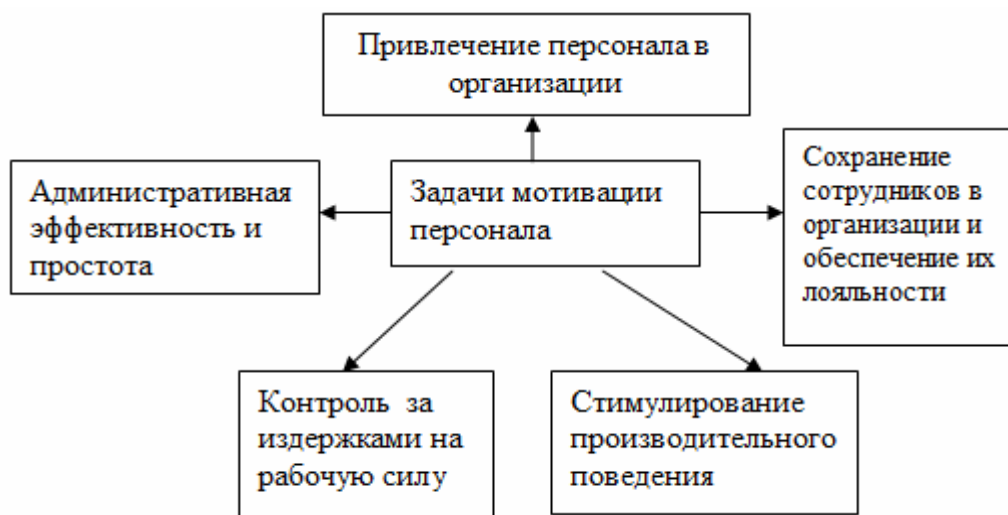 Привлечение персонала в
организации
Административная
эффективность и
простота
Задачи мотивации
персонала
Сохранение
сотрудников в
организации и
обеспечение их
лояльности
Контроль за
издержками на
рабочую силу
Стимулирование
производительного
поведения